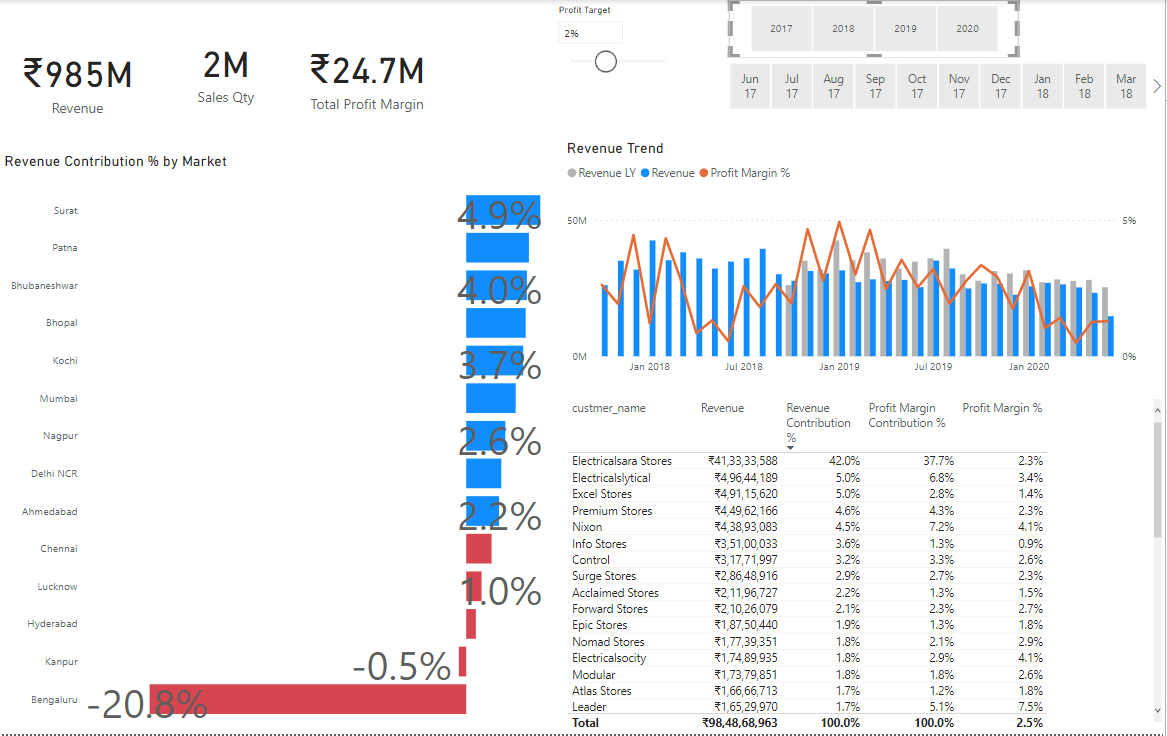 Profit Target
2%
2017 2018 2019 2020
Jun 17 Jul 17 Aug 17 Sep 17 Oct 17 Nov 17 Dec 17 Jan 18 Feb 18 Mar 18
₹985M
Revenue
2M
Sales Qty
₹24.7M
Total Profit Margin
Revenue Contribution % by Market
Surat 4.9%
Patna
Bhubaneshwar 4.0%
Bhopal
Kochi 3.7%
Mumbai
Nagpur 2.6%
Delhi NCR
Ahmedabad 2.2%
Chennai
Lucknow 1.0%
Hyderabad
Kanpur -0.5%
Bengaluru -20.8%
Revenue Trend
Revenue LY Revenue Profit Margin %
50M 5%
0M 0%
Jan 2018 Jul 2018 Jan 2019 Jul 2019 Jan 2020
custmer_name Revenue Revenue Contribution % Profit Margin Contribution % Profit Margin %
Electricalsara Stores ₹41,33,33,588 42.0% 37.7% 2.3%
Electricalslytical ₹4,96,44,189 5.0% 6.8% 3.4%
Excel Stores ₹4,91,15,620 5.0% 2.8% 1.4%
Premium Stores ₹4,49,62,166 4.6% 4.3% 2.3%
Nixon ₹4,38,93,083 4.5% 7.2% 4.1%
Info Stores ₹3,51,00,033 3.6% 1.3% 0.9%
Control ₹3,17,71,997 3.2% 3.3% 2.6%
Surge Stores ₹2,86,48,916 2.9% 2.7% 2.3%
Acclaimed Stores ₹2,11,96,727 2.2% 1.3% 1.5%
Forward Stores ₹2,10,26,079 2.1% 2.3% 2.7%
Epic Stores ₹1,87,50,440 1.9% 1.3% 1.8%
Nomad Stores ₹1,77,39,351 1.8% 2.1% 2.9%
Electricalsocity ₹1,74,89,935 1.8% 2.9% 4.1%
Modular ₹1,73,79,851 1.8% 1.8% 2.6%
Atlas Stores ₹1,66,66,713 1.7% 1.2% 1.8%
Leader ₹1,65,29,970 1.7% 5.1% 7.5%
Total ₹98,48,68,963 100.0% 100.0% 2.5%